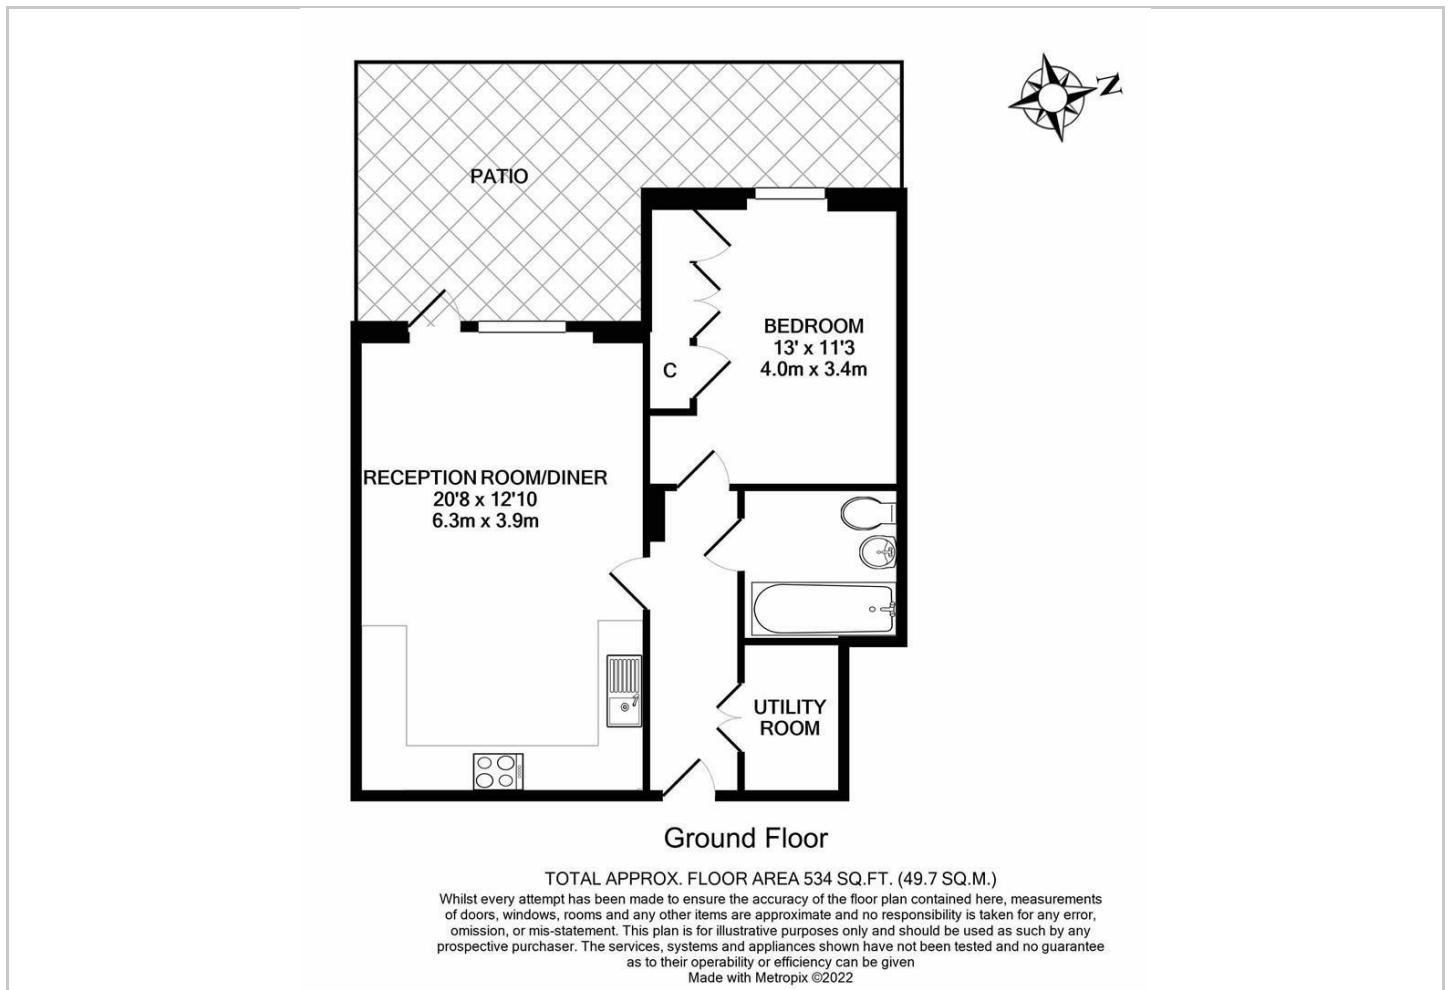 N
PATIO
BEDROOM
13' x 11'3
4.0m x 3.4m
C
RECEPTION ROOM/DINER
20'8 x 12'10
6.3m x 3.9m
UTILITY
ROOM
Ground Floor
TOTAL APPROX. FLOOR AREA 534 SQ.FT. (49.7 SQ.M.)
Whilst every attempt has been made to ensure the accuracy of the floor plan contained here, measurements
of doors, windows, rooms and any other items are approximate and no responsibility is taken for any error,
omission, or mis-statement. This plan is for illustrative purposes only and should be used as such by any
prospective purchaser. The services, systems and appliances shown have not been tested and no guarantee
as to their operability or efficiency can be given
Made with Metropix ©2022